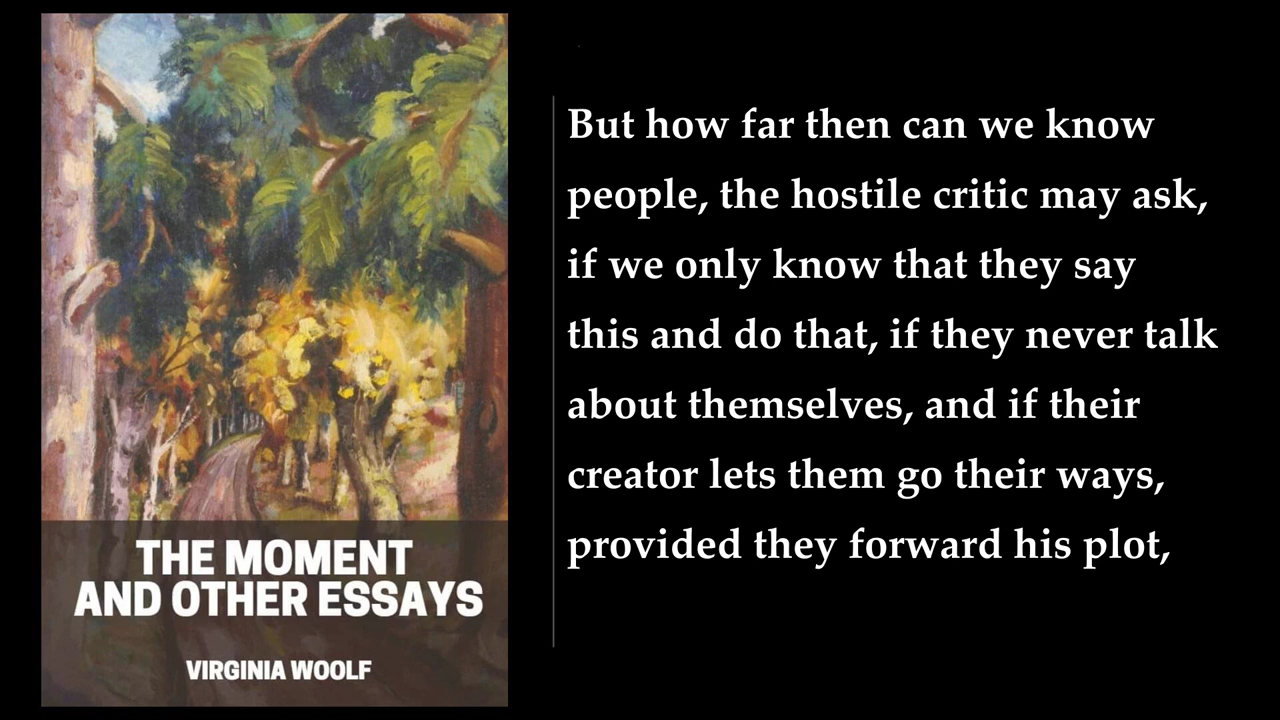 THE MOMENT
AND OTHER ESSAYS
VIRGINIA WOOLF
But how far then can we know
people, the hostile critic may ask,
if we only know that they say
this and do that, if they never talk
about themselves, and if their
creator lets them go their ways,
provided they forward his plot,